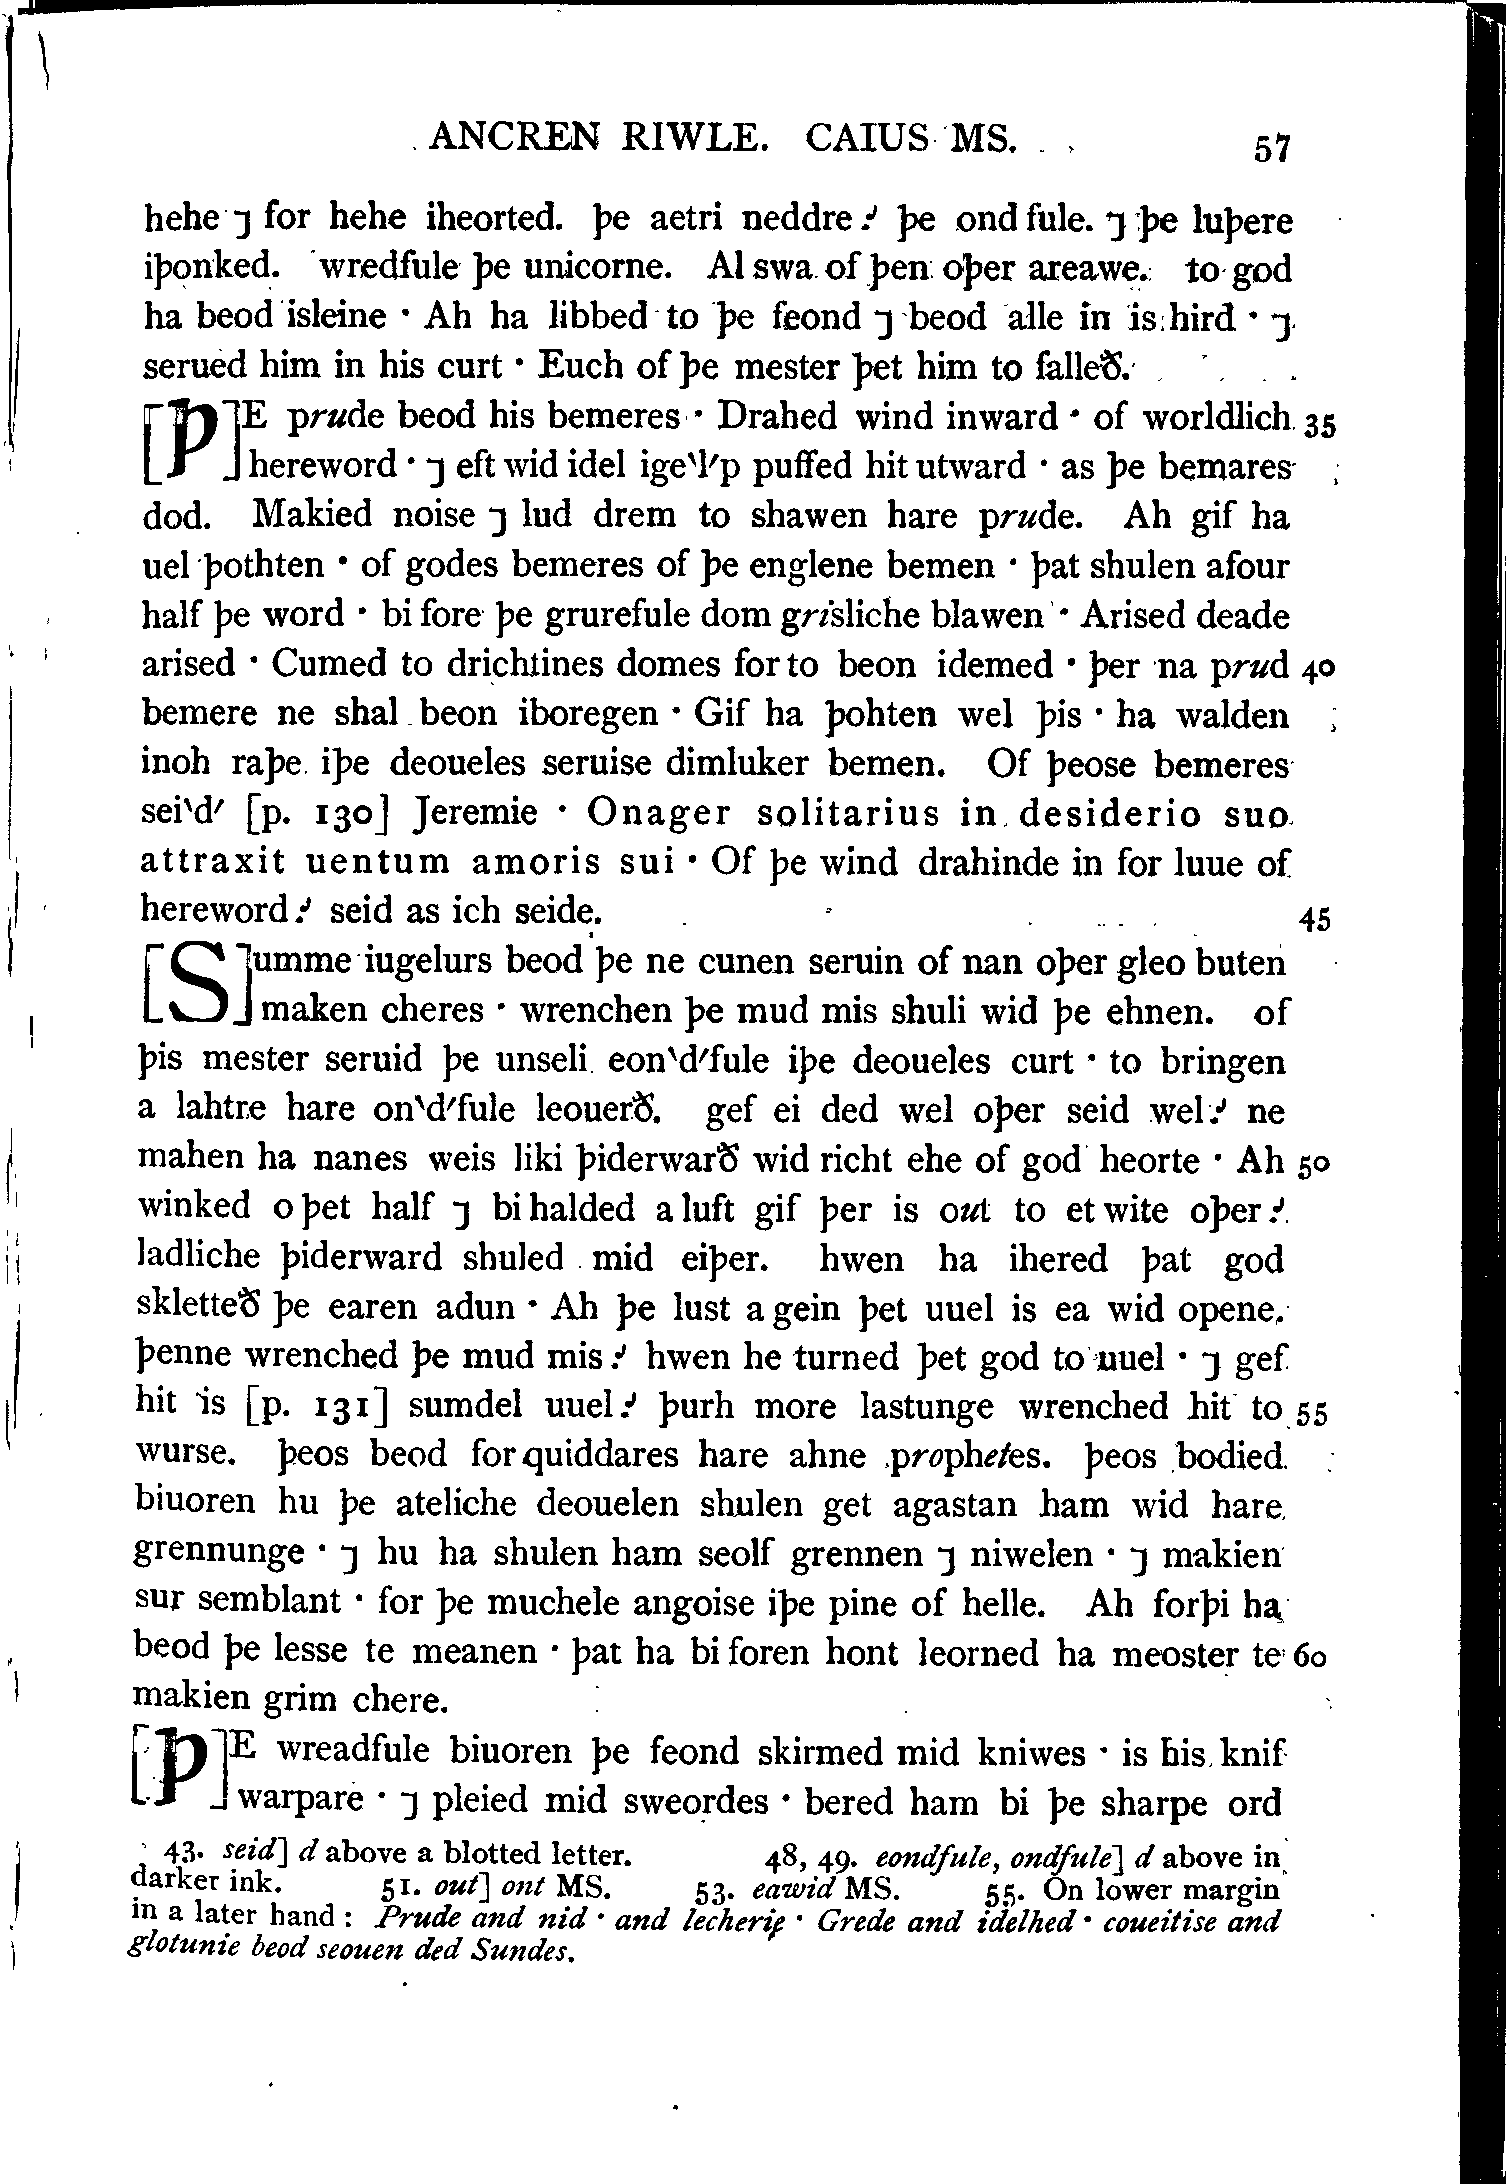 ANCREN RIWLE. CAIUS MS. 57
hehe ⁊ for hehe iheorted. þe aetri neddre⹎ þe ond fule. ⁊ þe luþere
iþonked. wredfule þe unicorne. Al swa of þen oþer areawe. to god
ha beod isleine · Ah ha libbed to þe feond ⁊ beod alle in is hird · ⁊
serued him in his curt · Euch of þe mester þet him to falleð.
[Þ]E prude beod his bemeres · Drahed wind inward · of worldlich 35
hereword · ⁊ eft wid idel igeˋlˊp puffed hit utward · as þe bemares
dod. Makied noise ⁊ lud drem to shawen hare prude. Ah gif ha
uel þothten · of godes bemeres of þe englene bemen · þat shulen afour
half þe word · bi fore þe grurefule dom grisliche blawen · Arised deade
arised · Cumed to drichtines domes for to beon idemed · þer na prud 40
bemere ne shal beon iboregen · Gif ha þohten wel þis · ha walden
inoh raþe iþe deoueles seruise dimluker bemen. Of þeose bemeres
seiˋdˊ [p. 130] Jeremie · Onager solitarius in desiderio suo
attraxit uentum amoris sui · Of þe wind drahinde in for luue of
hereword⹎ seid as ich seide. 45
[S]umme iugelurs beod þe ne cunen seruin of nan oþer gleo buten
maken cheres · wrenchen þe mud mis shuli wid þe ehnen. of
þis mester seruid þe unseli eonˋdˊfule iþe deoueles curt · to bringen
a lahtre hare onˋdˊfule leouerð. gef ei ded wel oþer seid wel⹎ ne
mahen ha nanes weis liki þiderwarð wid richt ehe of god heorte · Ah 50
winked o þet half ⁊ bi halded a luft gif þer is out to et wite oþer⹎
ladliche þiderward shuled mid eiþer. hwen ha ihered þat god
skletteð þe earen adun · Ah þe lust a gein þet uuel is ea wid opene.
þenne wrenched þe mud mis⹎ hwen he turned þet god to uuel · ⁊ gef
hit is [p. 131] sumdel uuel⹎ þurh more lastunge wrenched hit to 55
wurse. þeos beod for quiddares hare ahne prophetes. þeos bodied
biuoren hu þe ateliche deouelen shulen get agastan ham wid hare
grennunge · ⁊ hu ha shulen ham seolf grennen ⁊ niwelen · ⁊ makien
sur semblant · for þe muchele angoise iþe pine of helle. Ah forþi ha
beod þe lesse te meanen · þat ha bi foren hont leorned ha meoster te 60
makien grim chere.
[Þ]E wreadfule biuoren þe feond skirmed mid kniwes · is his knif
warpare · ⁊ pleied mid sweordes · bered ham bi þe sharpe ord
43. seid] d above a blotted letter. 48, 49. eondfule, ondfule] d above in
darker ink. 51. out] ont MS. 53. eawid MS. 55. On lower margin
in a later hand : Prude and nid · and lecherie · Grede and idelhed · coueitise and
glotunie beod seouen ded Sundes.